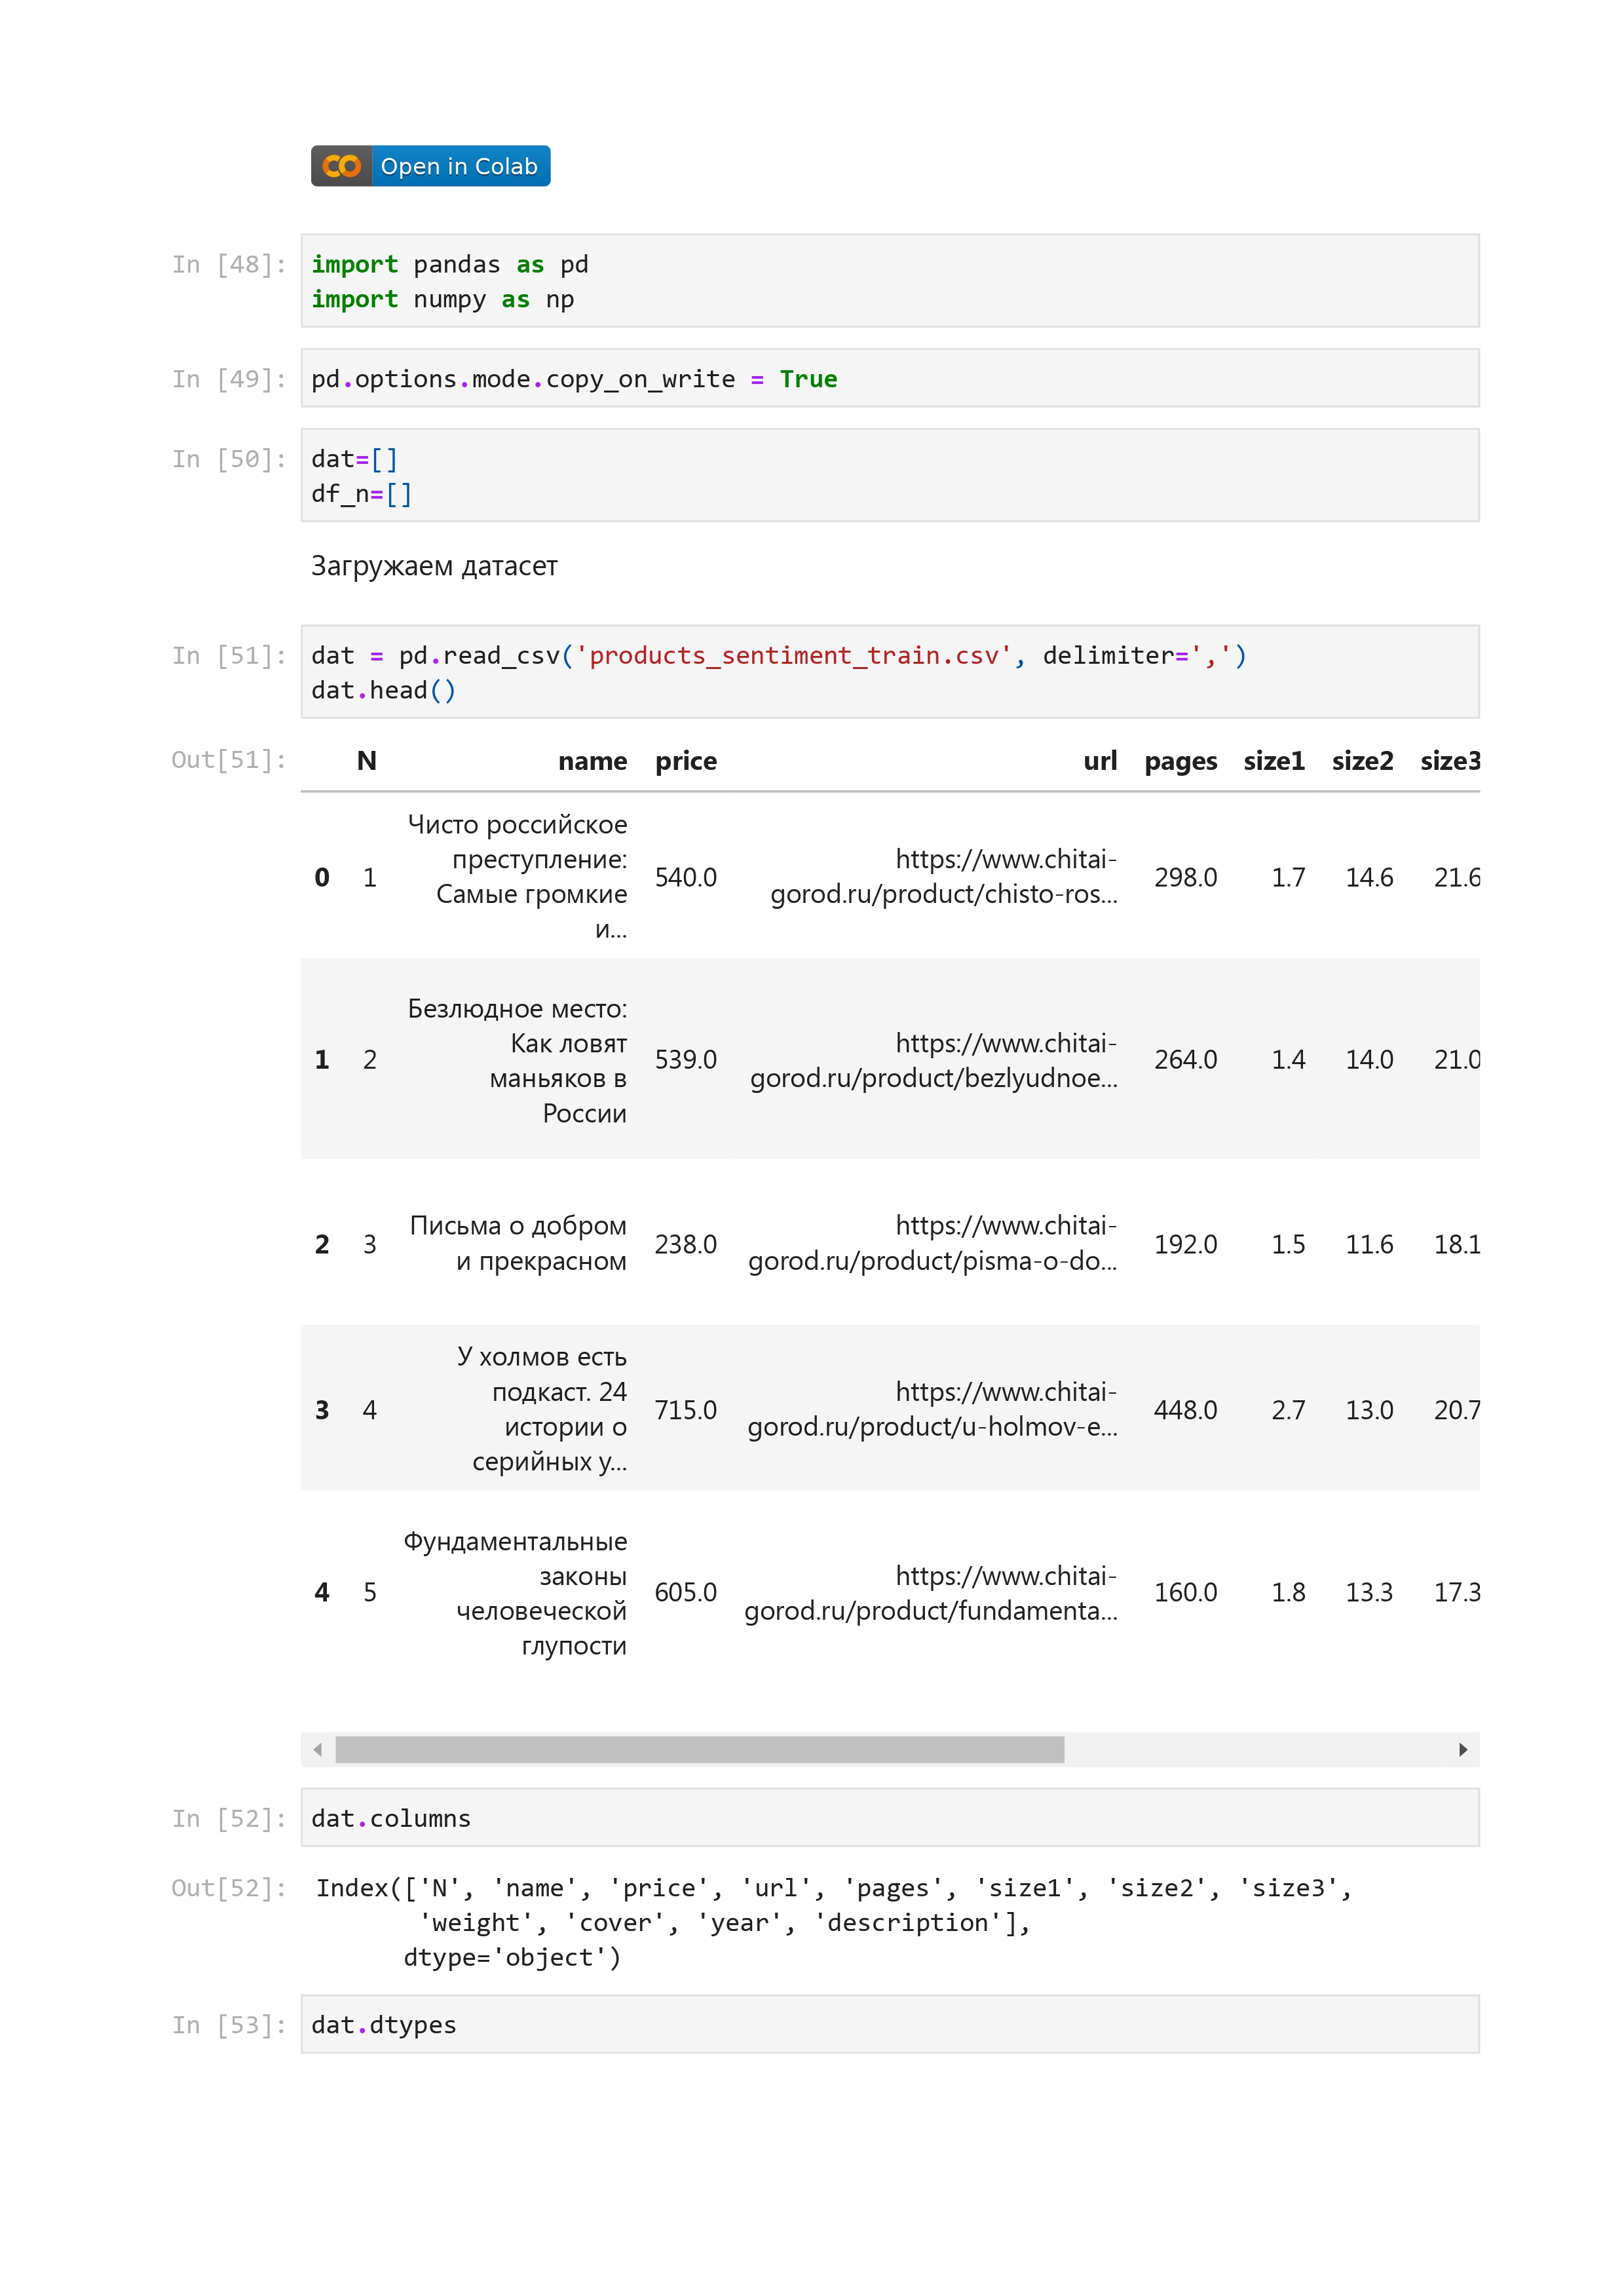 Open in Colab
In [48]:
import pandas as pd
import numpy as np
In [49]:
pd.options.mode.copy_on_write = True
In [50]:
dat=[]
df_n=[]
Загружаем датасет
In [51]:
dat = pd.read_csv('products_sentiment_train.csv', delimiter=',')
dat.head()
Out[51]:
N name price url pages size1 size2 size3
Чисто российское
преступление:
Самые громкие
и...
0 1 540.0 https://www.chitai-
gorod.ru/product/chisto-ros... 298.0 1.7 14.6 21.6
Безлюдное место:
Как ловят
маньяков в
России
1 2 539.0 https://www.chitai-
gorod.ru/product/bezlyudnoe... 264.0 1.4 14.0 21.0
Письма о добром
и прекрасном
2 3 238.0 https://www.chitai-
gorod.ru/product/pisma-o-do... 192.0 1.5 11.6 18.1
У холмов есть
подкаст. 24
истории о
серийных у...
3 4 715.0 https://www.chitai-
gorod.ru/product/u-holmov-e... 448.0 2.7 13.0 20.7
Фундаментальные
законы
человеческой
глупости
4 5 605.0 https://www.chitai-
gorod.ru/product/fundamenta... 160.0 1.8 13.3 17.3
In [52]:
dat.columns
Out[52]:
Index(['N', 'name', 'price', 'url', 'pages', 'size1', 'size2', 'size3',
'weight', 'cover', 'year', 'description'],
dtype='object')
In [53]:
dat.dtypes